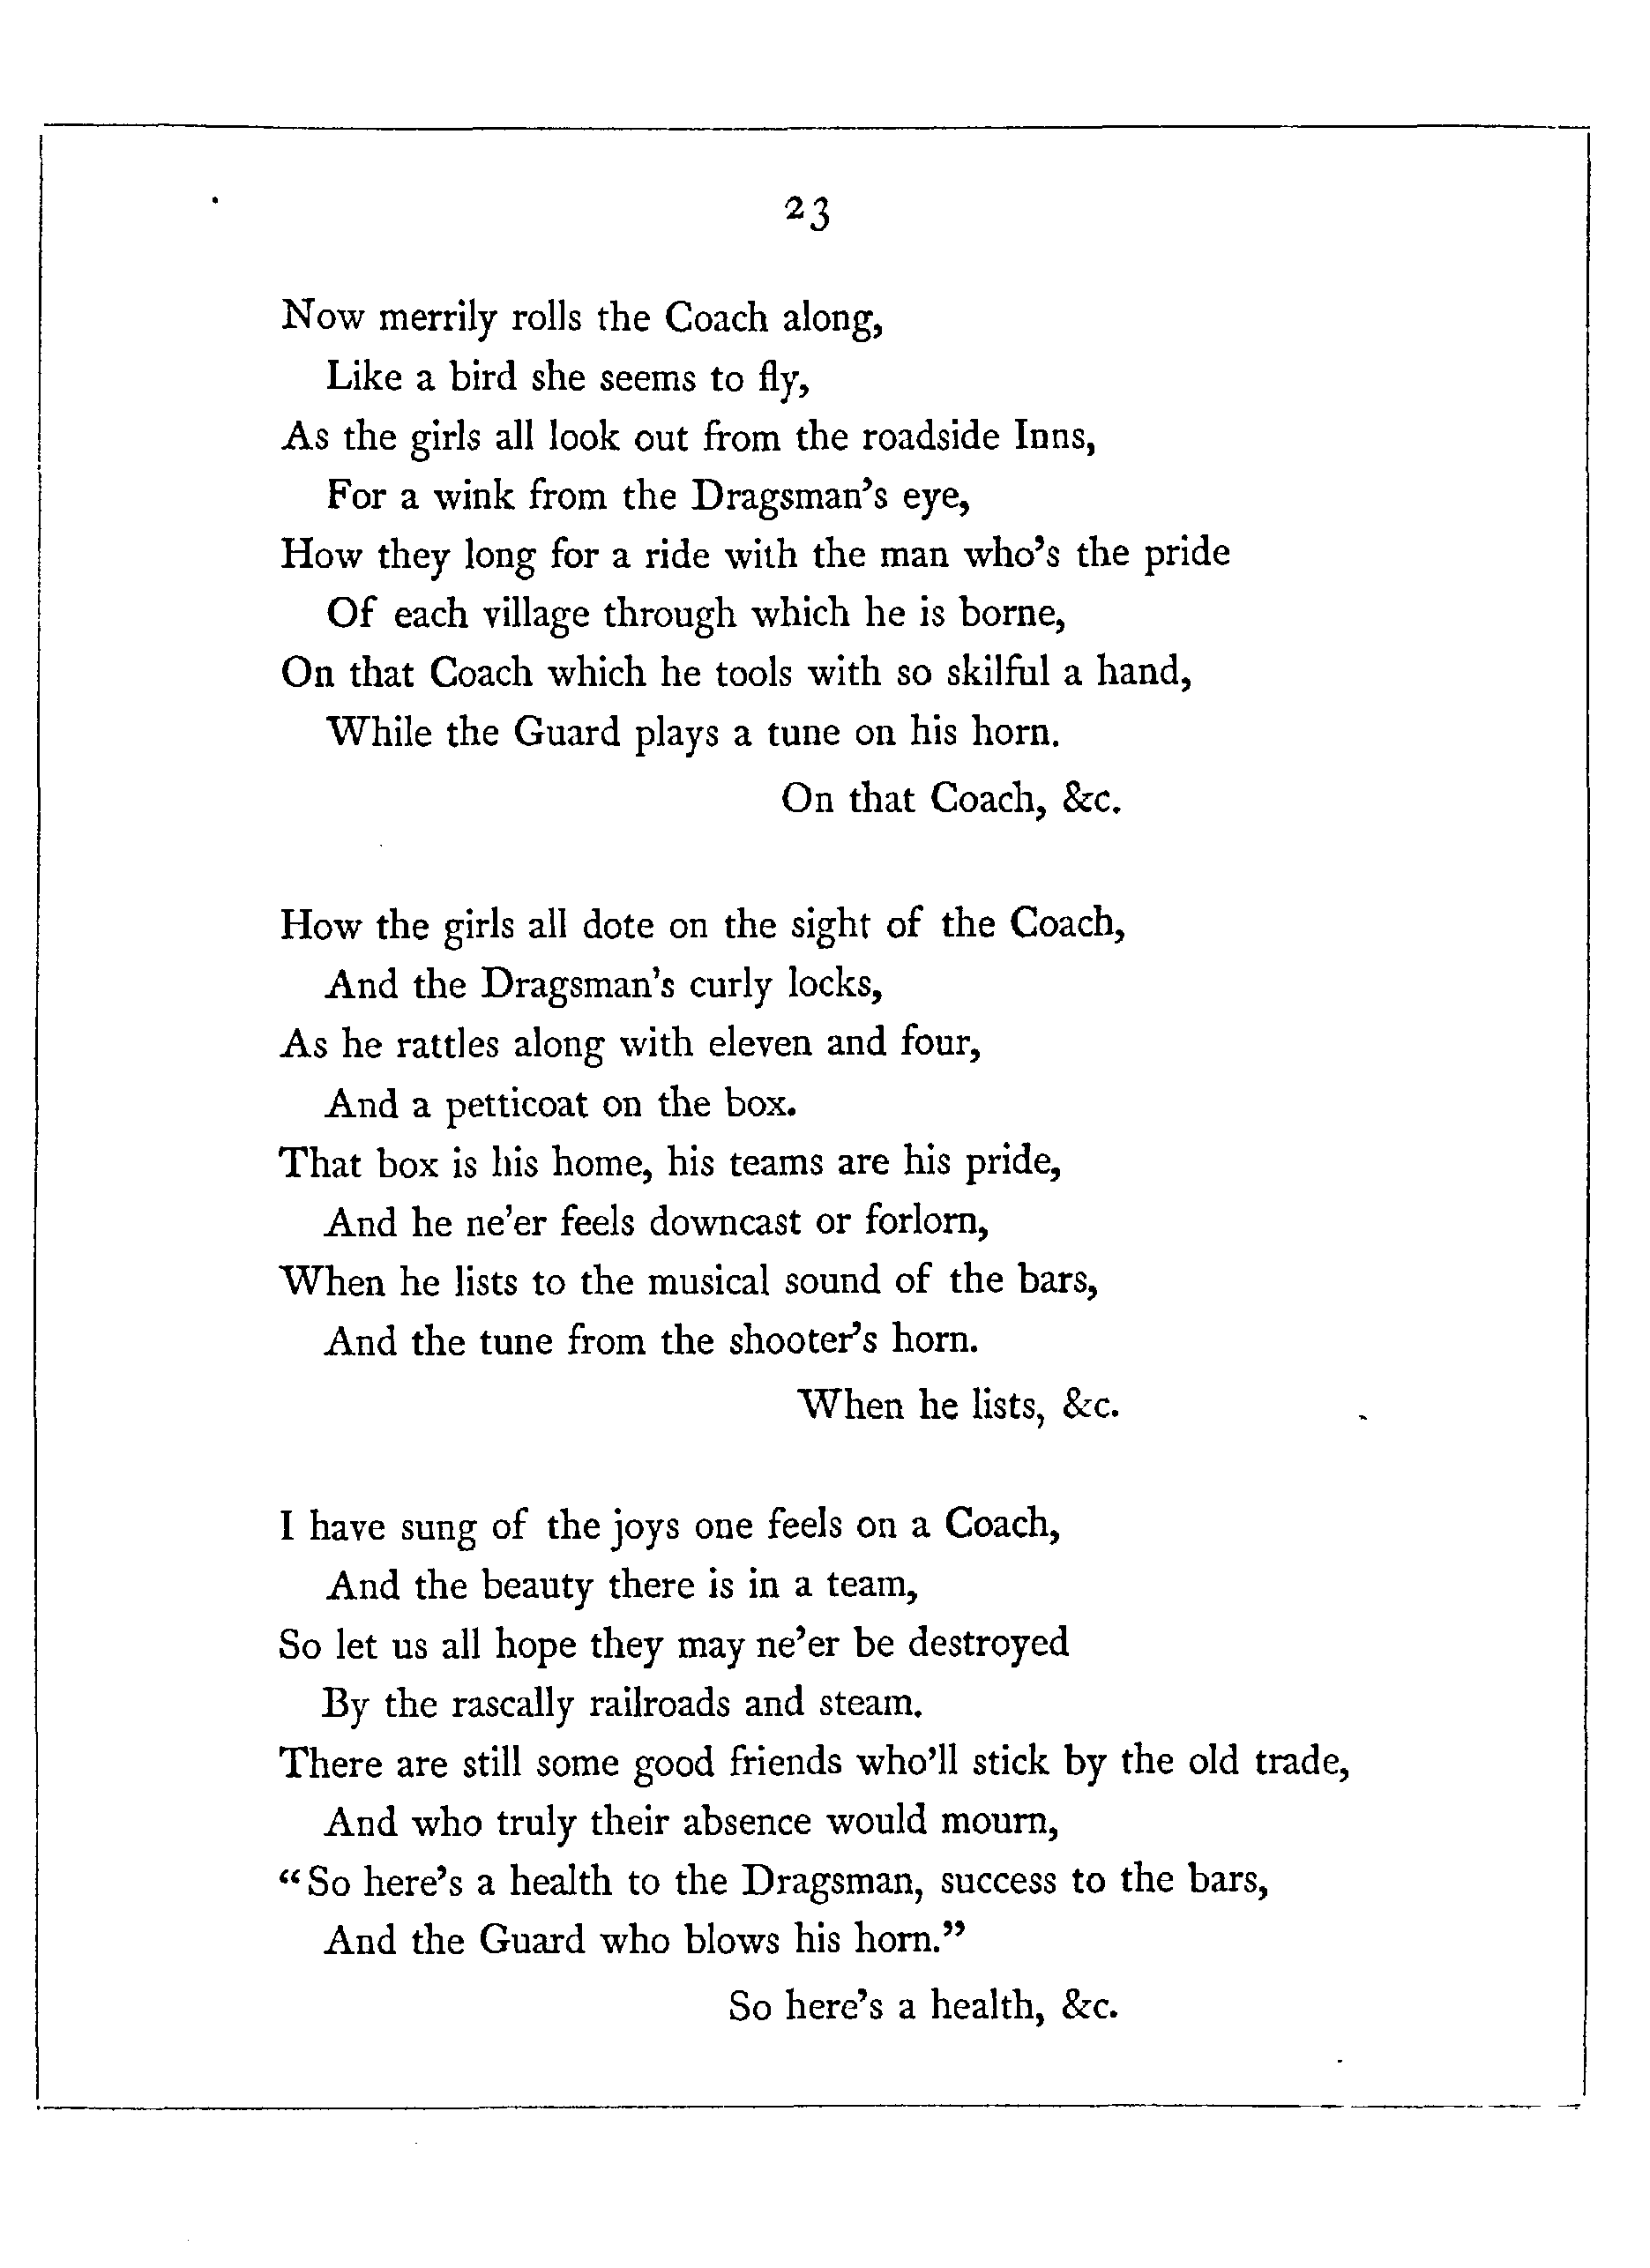 23
Now merrily rolls the Coach along,
Like a bird she seems to fly,
As the girls all look out from the roadside Inns,
For a wink from the Dragsman's eye,
How they long for a ride with the man who's the pride
Of each village through which he is borne,
On that Coach which he tools with so skilful a hand,
While the Guard plays a tune on his horn.
On that Coach, &c.
How the girls all dote on the sight of the Coach,
And the Dragsman's curly locks,
As he rattles along with eleven and four,
And a petticoat on the box.
That box is his home, his teams are his pride,
And he ne'er feels downcast or forlorn,
When he lists to the musical sound of the bars,
And the tune from the shooter's horn.
When he lists, &c.
I have sung of the joys one feels on a Coach,
And the beauty there is in a team,
So let us all hope they may ne'er be destroyed
By the rascally railroads and steam.
There are still some good friends who'll stick by the old trade,
And who truly their absence would mourn,
“So here's a health to the Dragsman, success to the bars,
And the Guard who blows his horn.”
So here's a health, &c.